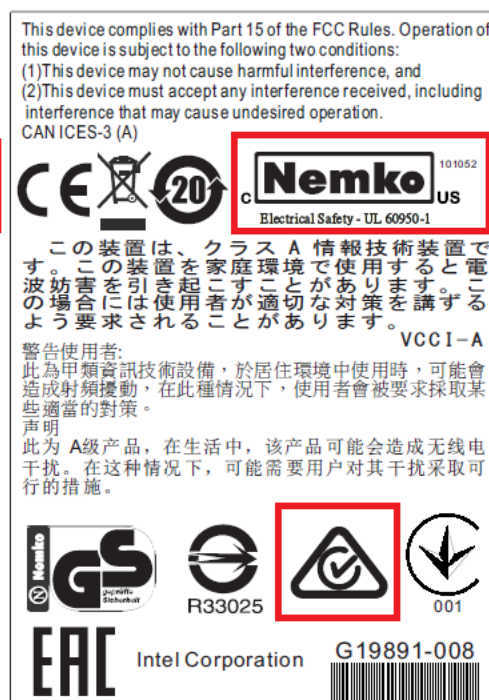 This device complies with Part 15 of the FCC Rules. Operation of
this device is subject to the following two conditions:
(1)This device may not cause harmful interference, and
(2)This device must accept any interference received, including
interference that may cause undesired operation.
CAN ICES-3 (A)
CE
20
C Nemko US
101052
Electrical Safety - UL 60950-1
この装置は、クラス A 情報技術装置で
す。この装置を家庭環境で使用すると電
波妨害を引き起こすことがあります。こ
の場合には使用者が適切な対策を講ずる
よう要求されることがあります。
VCCI-A
警告使用者:
此為甲類資訊技術設備，於居住環境中使用時，可能會
造成射頻擾動，在此種情況下，使用者會被要求採取某
些適當的對策。
声明
此为 A级产品，在生活中，该产品可能会造成无线电
干扰。在这种情况下，可能需要用户对其干扰采取可
行的措施。
N Nemko
GS
geprüfte
Sicherheit
R33025
001
EAC
Intel Corporation
G19891-008